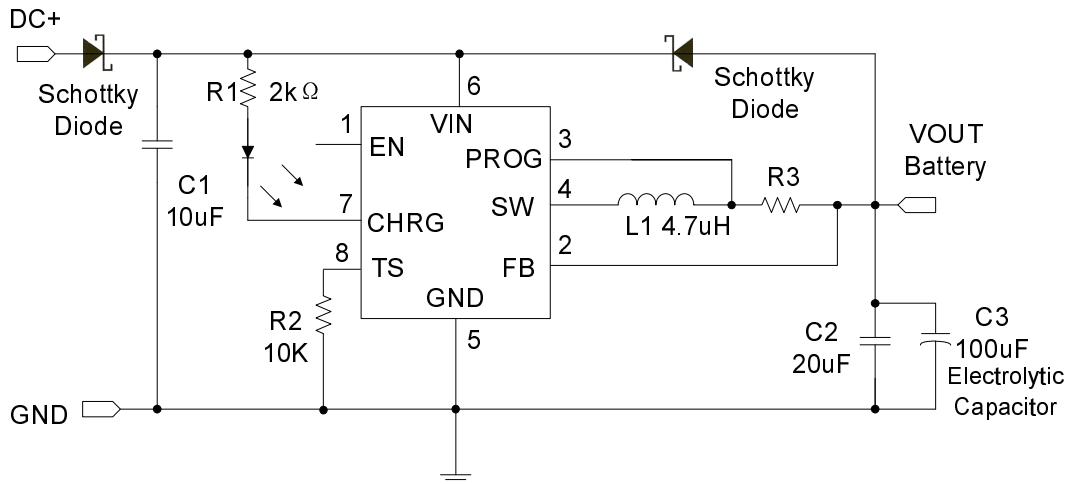 DC+
Schottky
Diode
R1 2k Ω
6
Schottky
Diode
1
EN
VIN
PROG
3
VOUT
Battery
C1
10uF
7
CHRG
SW
4
L1 4.7uH
R3
8
TS
FB
2
R2
10K
GND
5
C2
20uF
C3
100uF
Electrolytic
Capacitor
GND